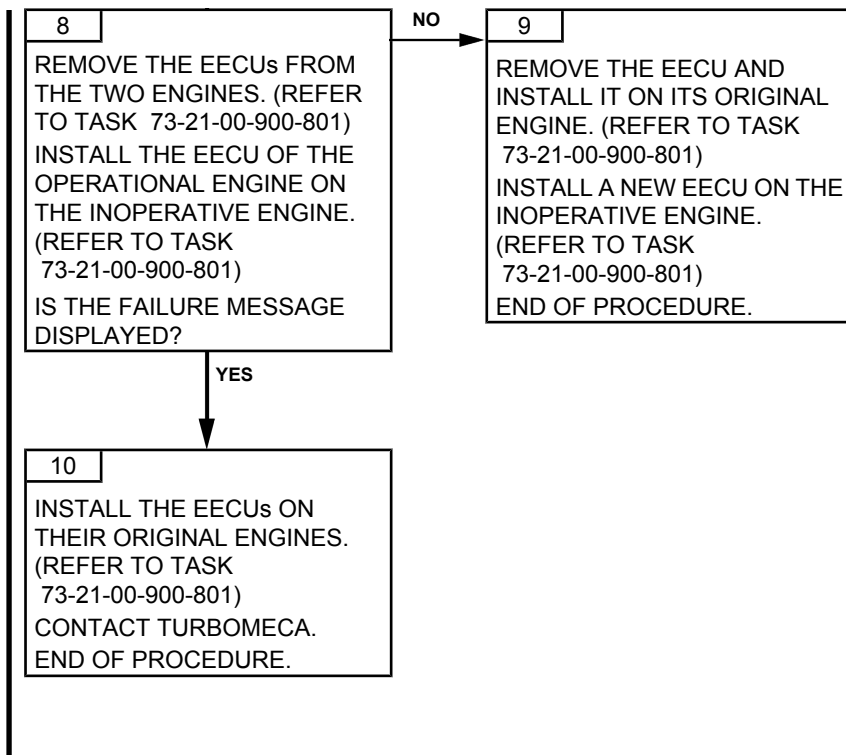 8
REMOVE THE EECUs FROM
THE TWO ENGINES. (REFER
TO TASK 73-21-00-900-801)
INSTALL THE EECU OF THE
OPERATIONAL ENGINE ON
THE INOPERATIVE ENGINE.
(REFER TO TASK
73-21-00-900-801)
IS THE FAILURE MESSAGE
DISPLAYED?
NO
9
REMOVE THE EECU AND
INSTALL IT ON ITS ORIGINAL
ENGINE. (REFER TO TASK
73-21-00-900-801)
INSTALL A NEW EECU ON THE
INOPERATIVE ENGINE.
(REFER TO TASK
73-21-00-900-801)
END OF PROCEDURE.
YES
10
INSTALL THE EECUs ON
THEIR ORIGINAL ENGINES.
(REFER TO TASK
73-21-00-900-801)
CONTACT TURBOMECA.
END OF PROCEDURE.